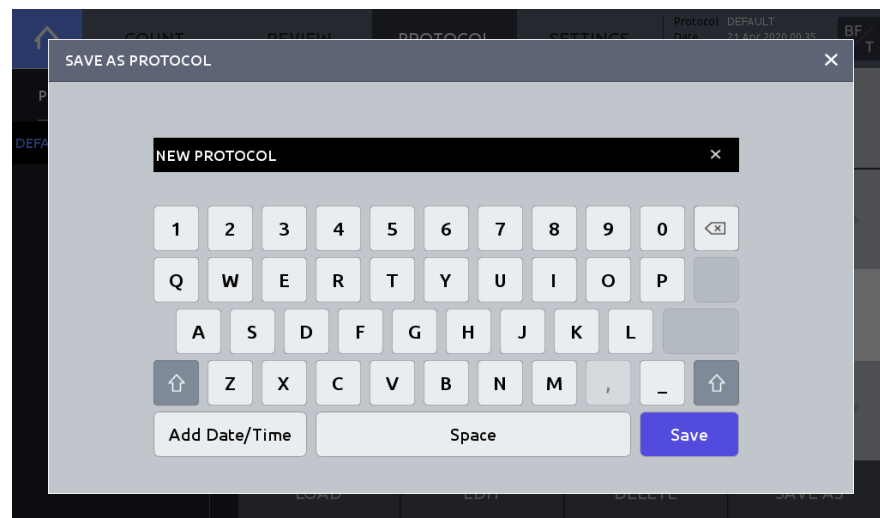 COUNT REVIEW PROTOCOL SETTINGS
Protocol DEFAULT
Date 21 Apr 2020 00:35
BF/T
SAVE AS PROTOCOL
P
DEFA
NEW PROTOCOL
1 2 3 4 5 6 7 8 9 0
Q W E R T Y U I O P
A S D F G H J K L
Z X C V B N M , _
Add Date/Time Space Save
LOAD EDIT DELETE SAVE AS